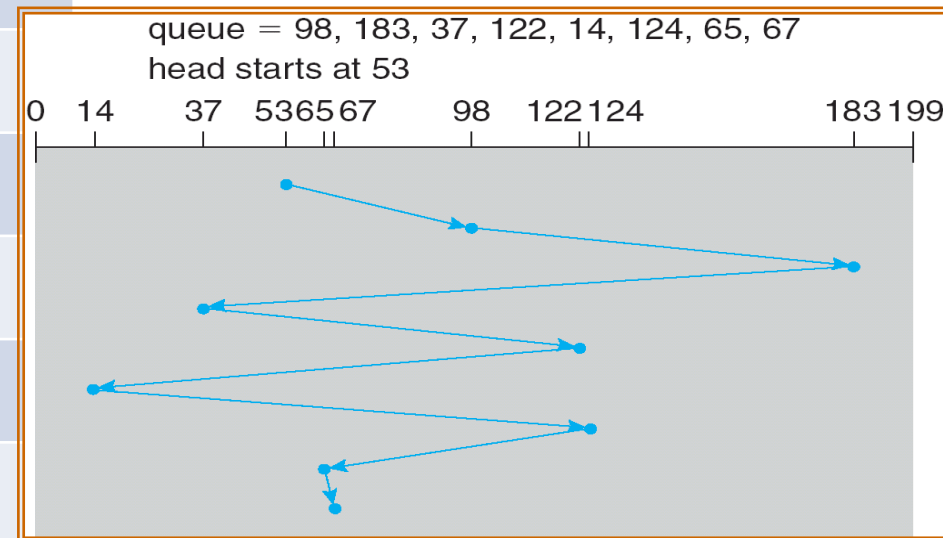 queue = 98, 183, 37, 122, 14, 124, 65, 67
head starts at 53
0 14 37 53 65 67 98 122 124 183 199